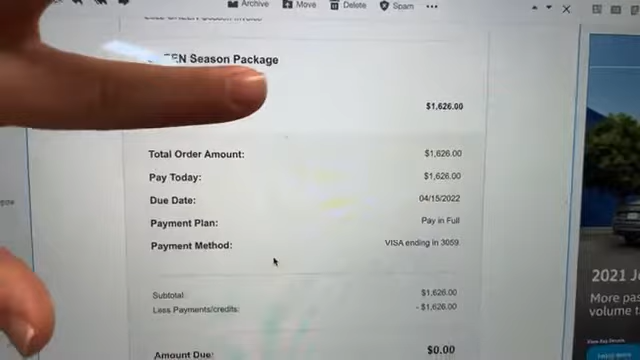 Archive Move Delete Spam
Season Package
$1,626.00
Total Order Amount: $1,626.00
Pay Today: $1,626.00
Due Date: 04/15/2022
Payment Plan: Pay in Full
Payment Method: VISA ending in 3059.
Subtotal: $1,626.00
Less Payments/credits: - $1,626.00
Amount Due: $0.00
2021 J
More pas
volume t